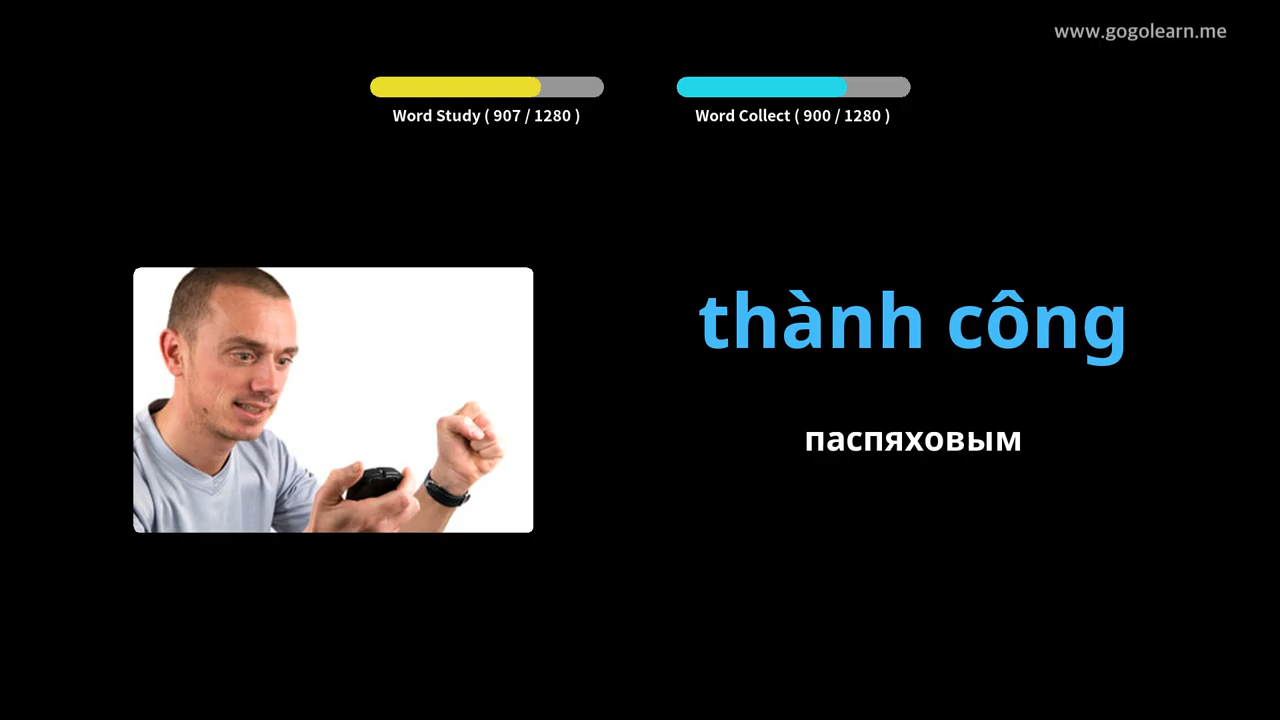 www.gogolearn.me
Word Study ( 907 / 1280 )
Word Collect ( 900 / 1280 )
thành công
паспяховым